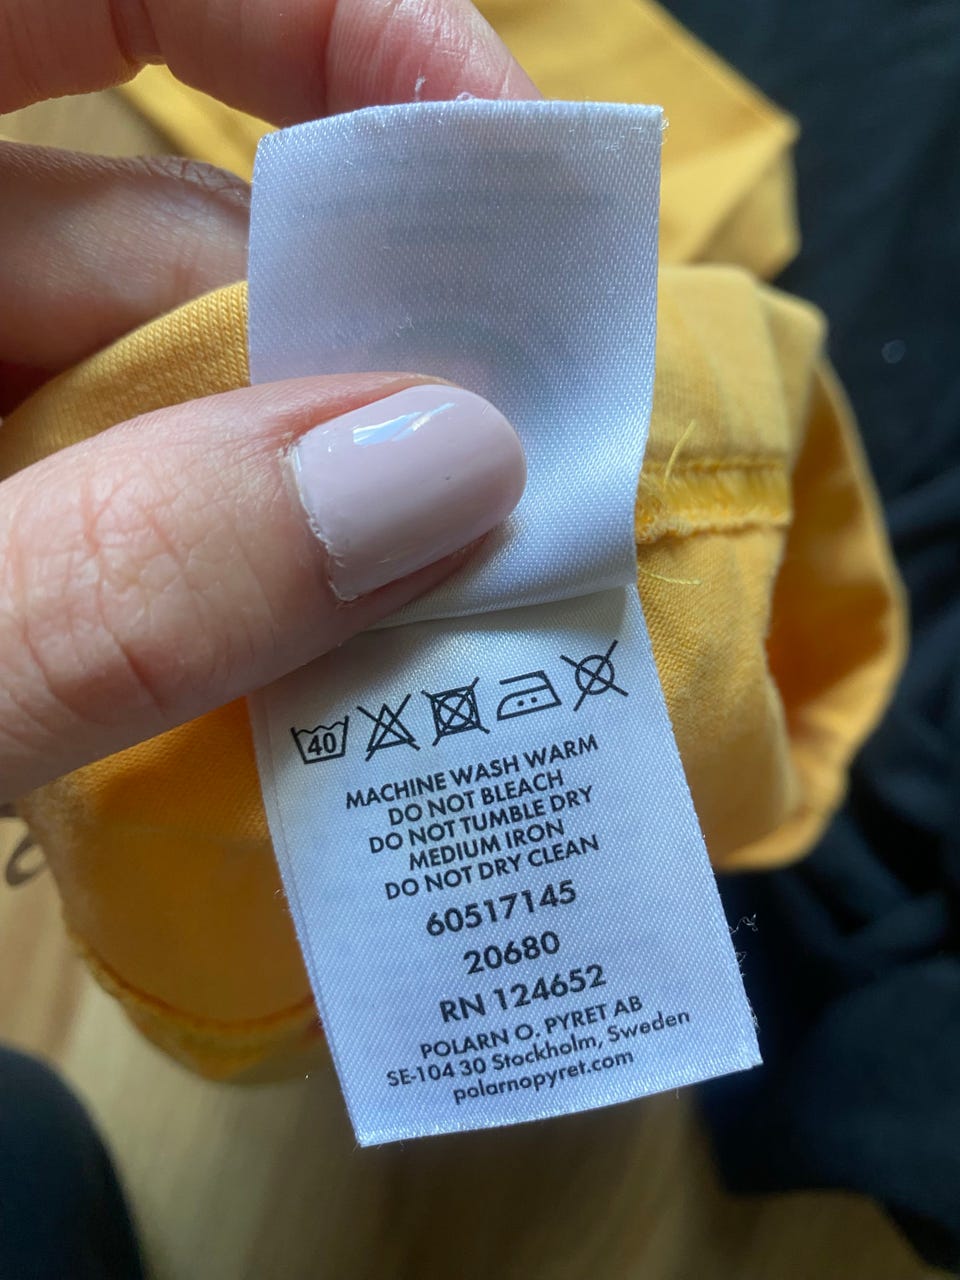 40
MACHINE WASH WARM
DO NOT BLEACH
DO NOT TUMBLE DRY
MEDIUM IRON
DO NOT DRY CLEAN
60517145
20680
RN 124652
POLARN O. PYRET AB
SE-104 30 Stockholm, Sweden
polarnopyret.com